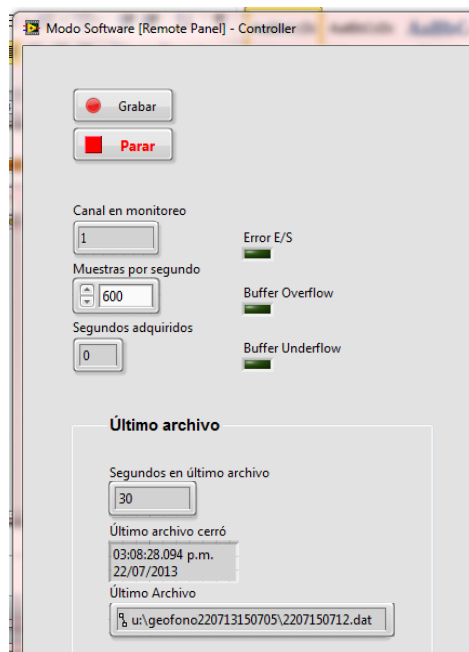 Modo Software [Remote Panel] - Controller
Grabar
Parar
Canal en monitoreo
1
Error E/S
Muestras por segundo
600
Buffer Overflow
Segundos adquiridos
0
Buffer Underflow
Último archivo
Segundos en último archivo
30
Último archivo cerró
03:08:28.094 p.m.
22/07/2013
Último Archivo
u:\geofono220713150705\2207150712.dat